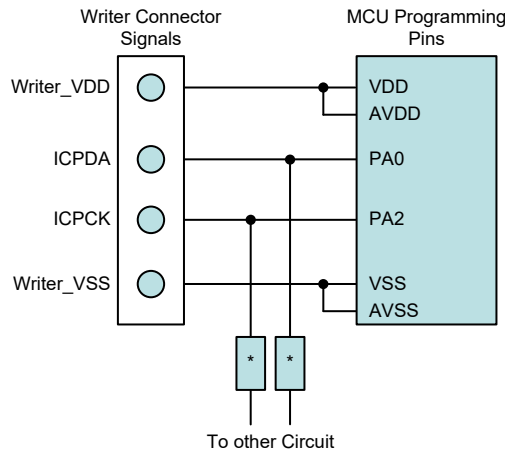 Writer Connector
Signals
MCU Programming
Pins
Writer_VDD
VDD
AVDD
ICPDA
PA0
ICPCK
PA2
Writer_VSS
VSS
AVSS
* *
To other Circuit